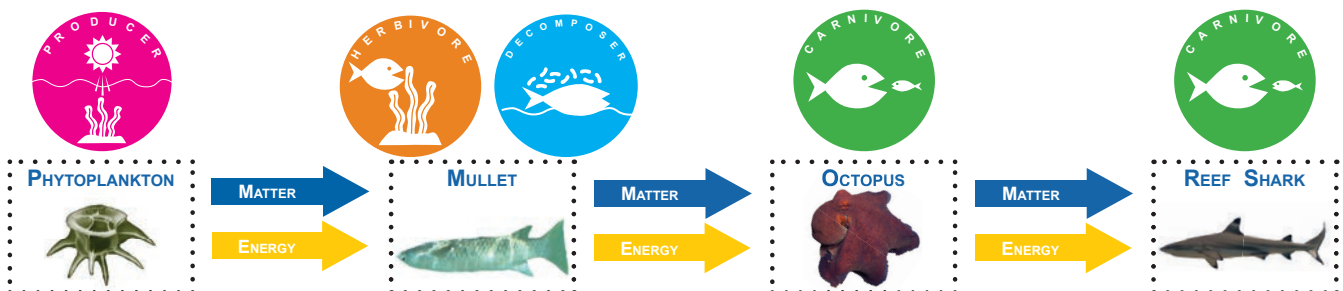 PRODUCER
HERBIVORE
DECOMPOSER
CARNIVORE
CARNIVORE
PHYTOPLANKTON
MATTER
ENERGY
MULLET
MATTER
ENERGY
OCTOPUS
MATTER
ENERGY
REEF SHARK